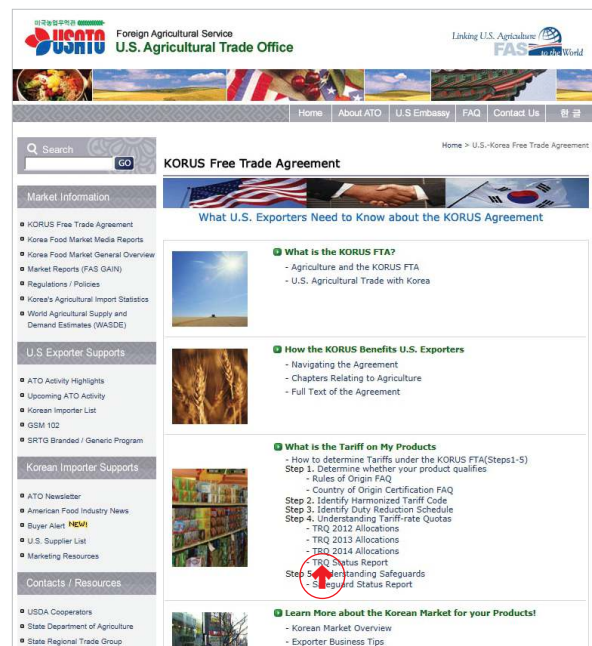 미국농업무역관
USATO
Foreign Agricultural Service
U.S. Agricultural Trade Office
Linking U.S. Agriculture
FAS
to the World
Home
About ATO
U.S Embassy
FAQ
Contact Us
한 글
Search
GO
Home > U.S.-Korea Free Trade Agreement
KORUS Free Trade Agreement
What U.S. Exporters Need to Know about the KORUS Agreement
Market Information
KORUS Free Trade Agreement
Korea Food Market Media Reports
Korea Food Market General Overview
Market Reports (FAS GAIN)
Regulations / Policies
Korea's Agricultural Import Statistics
World Agricultural Supply and
Demand Estimates (WASDE)
U.S Exporter Supports
ATO Activity Highlights
Upcoming ATO Activity
Korean Importer List
GSM 102
SRTG Branded / Generic Program
Korean Importer Supports
ATO Newsletter
American Food Industry News
Buyer Alert NEW!
U.S. Supplier List
Marketing Resources
Contacts / Resources
USDA Cooperators
State Department of Agriculture
State Regional Trade Group
What is the KORUS FTA?
- Agriculture and the KORUS FTA
- U.S. Agricultural Trade with Korea
How the KORUS Benefits U.S. Exporters
- Navigating the Agreement
- Chapters Relating to Agriculture
- Full Text of the Agreement
What is the Tariff on My Products
- How to determine Tariffs under the KORUS FTA(Steps1-5)
Step 1. Determine whether your product qualifies
- Rules of Origin FAQ
- Country of Origin Certification FAQ
Step 2. Identify Harmonized Tariff Code
Step 3. Identify Duty Reduction Schedule
Step 4. Understanding Tariff-rate Quotas
- TRQ 2012 Allocations
- TRQ 2013 Allocations
- TRQ 2014 Allocations
- TRQ Status Report
Step 5. Understanding Safeguards
- Safeguard Status Report
Learn More about the Korean Market for your Products!
- Korean Market Overview
- Exporter Business Tips